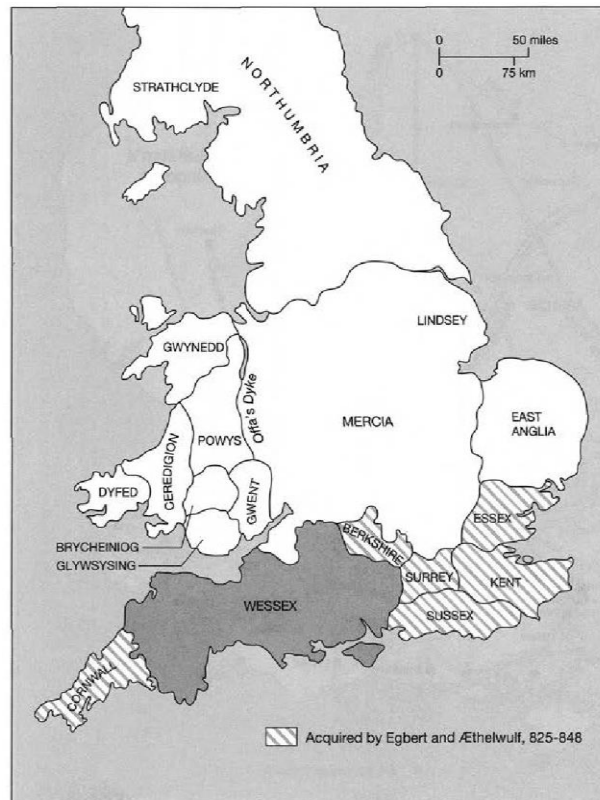 0 50 miles
0 75 km
STRATHCLYDE
NORTHUMBRIA
LINDSEY
GWYNEDD
Offa's Dyke
MERCIA
EAST
ANGLIA
POWYS
CEREDIGION
DYFED
GWENT
ESSEX
BRYCHEINIOG
BERKSHIRE
GLYWSYSING
SURREY
KENT
WESSEX
SUSSEX
CORNWALL
Acquired by Egbert and Æthelwulf, 825-848